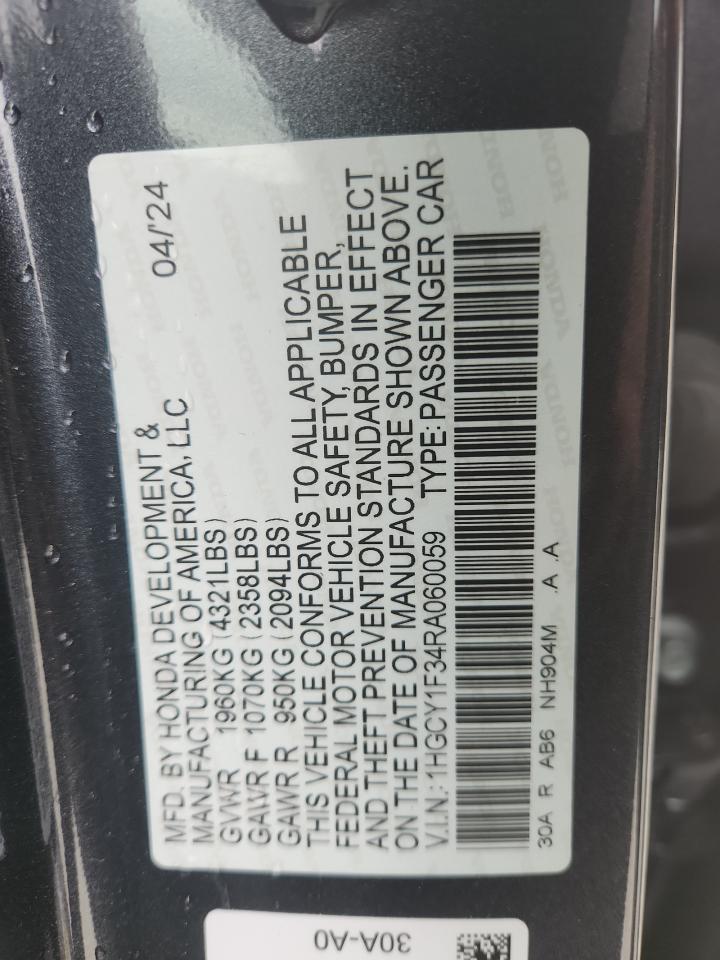 MFD. BY HONDA DEVELOPMENT & 04/'24
MANUFACTURING OF AMERICA, LLC
GVWR 1960KG (4321LBS)
GAWR F 1070KG (2358LBS)
GAWR R 950KG (2094LBS)
THIS VEHICLE CONFORMS TO ALL APPLICABLE
FEDERAL MOTOR VEHICLE SAFETY, BUMPER,
AND THEFT PREVENTION STANDARDS IN EFFECT
ON THE DATE OF MANUFACTURE SHOWN ABOVE.
V.I.N.: 1HGCY1F34RA060059 TYPE: PASSENGER CAR
30A R AB6 NH904M .A .A
30A-A0